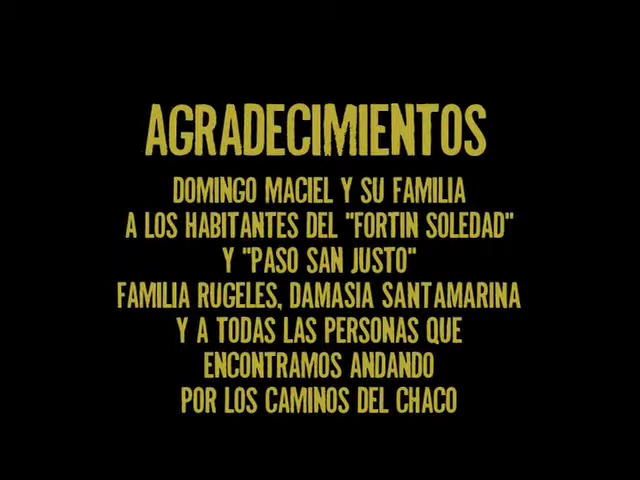 AGRADECIMIENTOS
DOMINGO MACIEL Y SU FAMILIA
A LOS HABITANTES DEL "FORTIN SOLEDAD"
Y "PASO SAN JUSTO"
FAMILIA RUGELES, DAMASIA SANTAMARINA
Y A TODAS LAS PERSONAS QUE
ENCONTRAMOS ANDANDO
POR LOS CAMINOS DEL CHACO